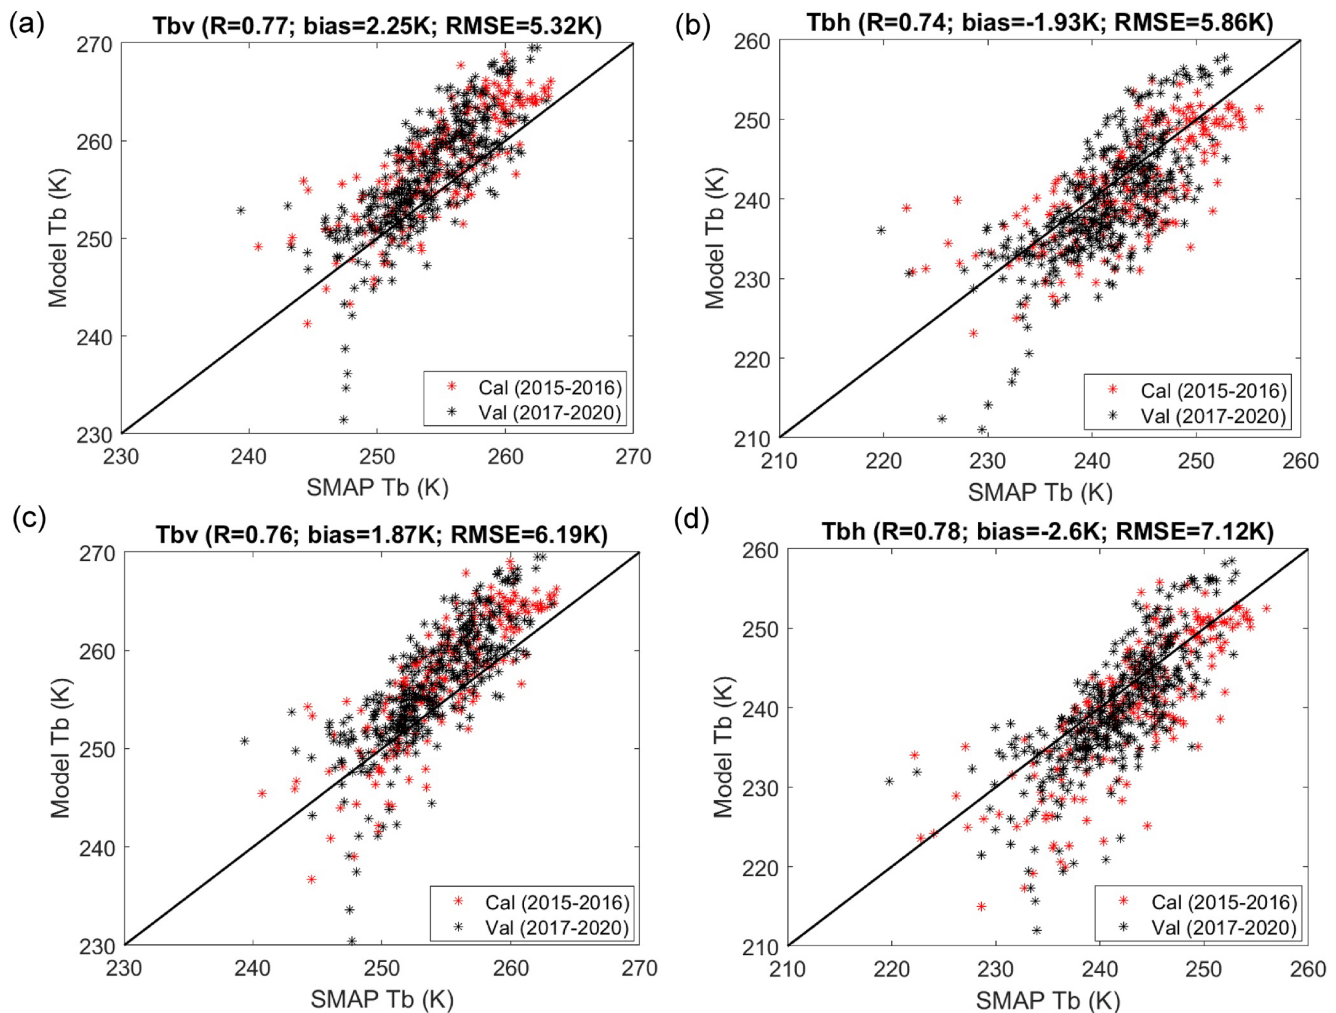 (a)
Tbv (R=0.77; bias=2.25K; RMSE=5.32K)
270
260
250
240
230
Model Tb (K)
230 240 250 260 270
SMAP Tb (K)
Cal (2015-2016)
Val (2017-2020)
(b)
Tbh (R=0.74; bias=-1.93K; RMSE=5.86K)
260
250
240
230
220
210
Model Tb (K)
210 220 230 240 250 260
SMAP Tb (K)
Cal (2015-2016)
Val (2017-2020)
(c)
Tbv (R=0.76; bias=1.87K; RMSE=6.19K)
270
260
250
240
230
Model Tb (K)
230 240 250 260 270
SMAP Tb (K)
Cal (2015-2016)
Val (2017-2020)
(d)
Tbh (R=0.78; bias=-2.6K; RMSE=7.12K)
260
250
240
230
220
210
Model Tb (K)
210 220 230 240 250 260
SMAP Tb (K)
Cal (2015-2016)
Val (2017-2020)